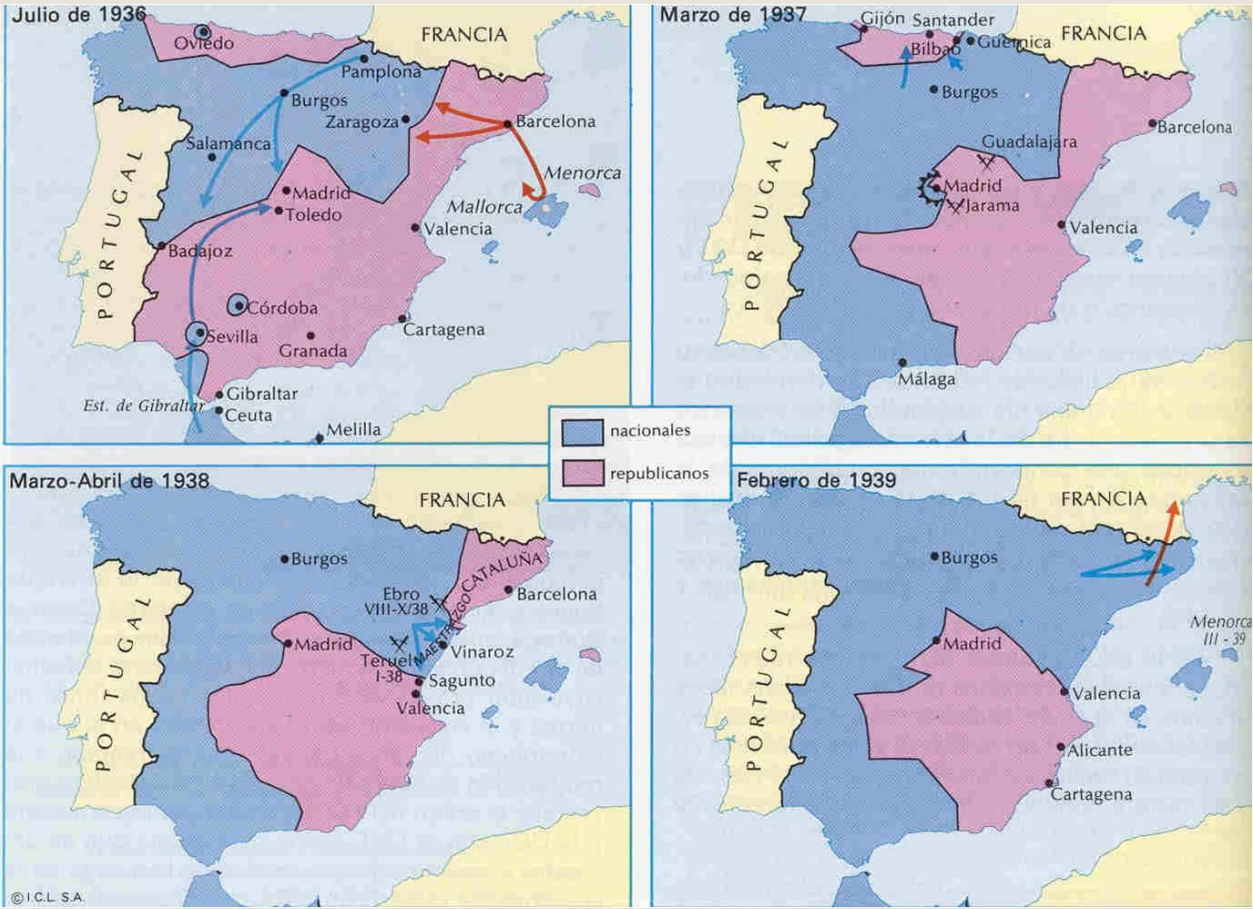 Julio de 1936
Oviedo
FRANCIA
Pamplona
Burgos
Zaragoza
Barcelona
Salamanca
Menorca
Madrid
Mallorca
Toledo
PORTUGAL
Valencia
Badajoz
Córdoba
Sevilla
Cartagena
Granada
Gibraltar
Est. de Gibraltar
Ceuta
Melilla
Marzo de 1937
Gijón
Santander
FRANCIA
Bilbao
Guernica
Burgos
Barcelona
Guadalajara
PORTUGAL
Madrid
Jarama
Valencia
Málaga
nacionales
republicanos
Marzo-Abril de 1938
FRANCIA
Burgos
CATALUÑA
Ebro
VIII-X/38
Barcelona
MAESTRAZGO
Madrid
Vinaroz
Teruel
I-38
Sagunto
Valencia
PORTUGAL
© I.C.L. S.A.
Febrero de 1939
FRANCIA
Burgos
Menorca
III - 39
Madrid
PORTUGAL
Valencia
Alicante
Cartagena